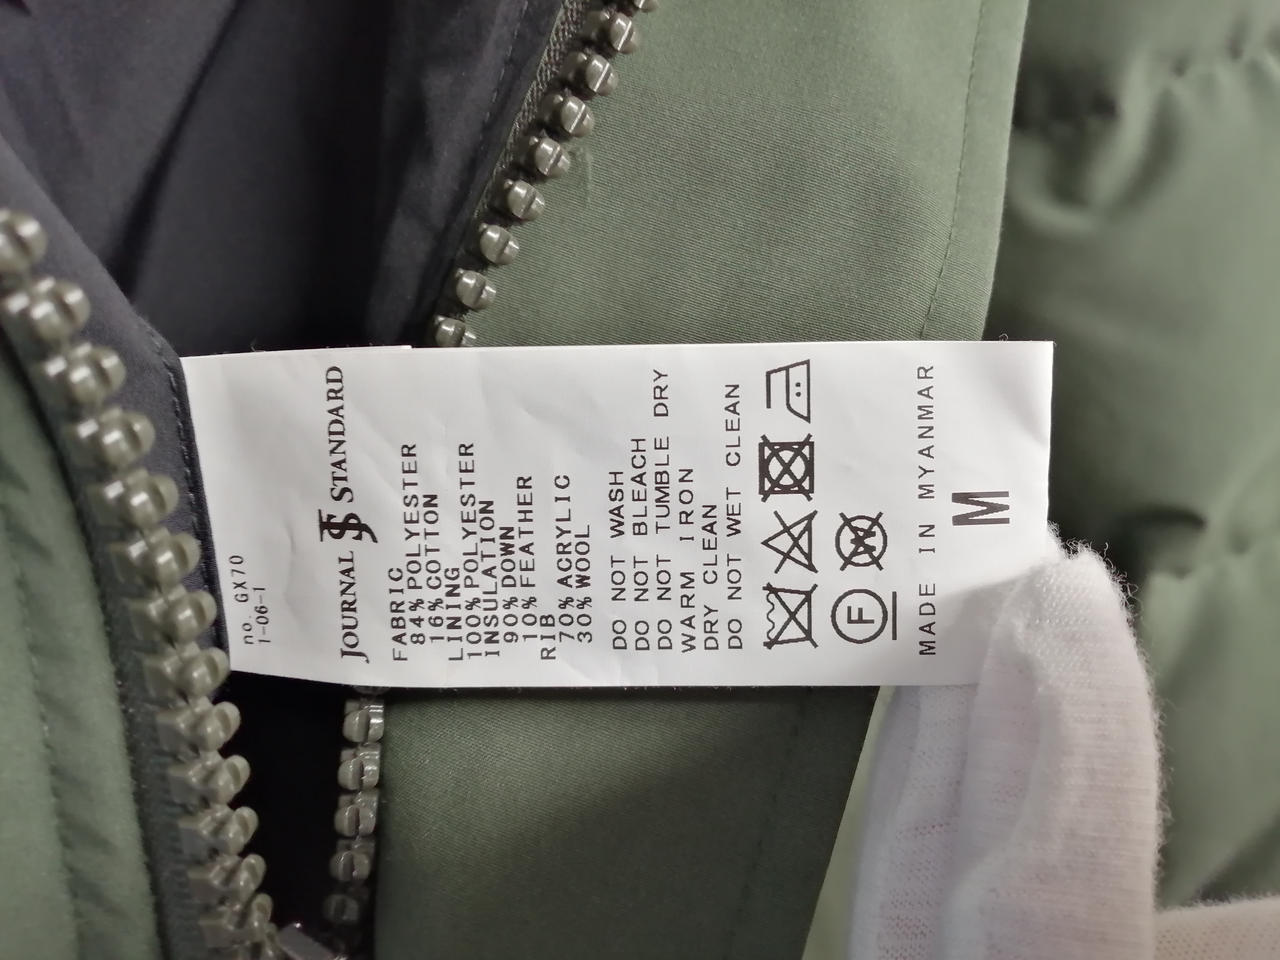 no. GX70
1-06-1
JOURNAL JS STANDARD
FABRIC
84% POLYESTER
16% COTTON
LINING
100% POLYESTER
INSULATION
90% DOWN
10% FEATHER
RIB
70% ACRYLIC
30% WOOL
DO NOT WASH
DO NOT BLEACH
DO NOT TUMBLE DRY
WARM IRON
DRY CLEAN
DO NOT WET CLEAN
F W
MADE IN MYANMAR
M